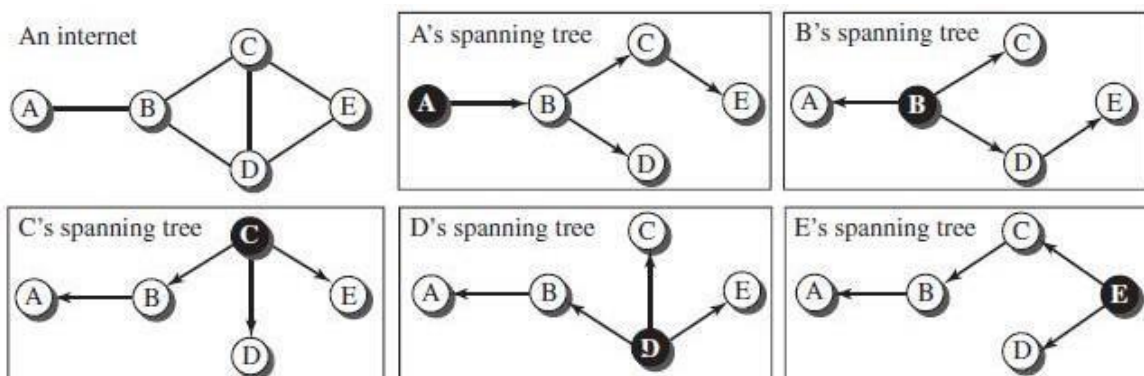 An internet
A
B
C
D
E
A's spanning tree
A
B
C
D
E
B's spanning tree
A
B
C
D
E
C's spanning tree
A
B
C
D
E
D's spanning tree
A
B
C
D
E
E's spanning tree
A
B
C
D
E